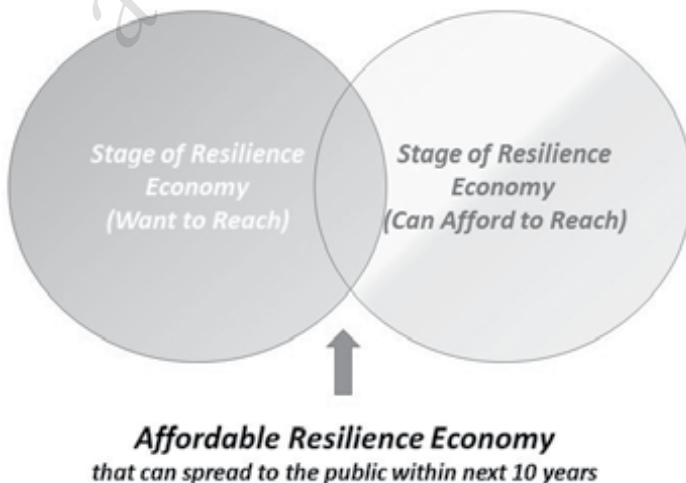 Stage of Resilience
Economy
(Want to Reach)
Stage of Resilience
Economy
(Can Afford to Reach)
Affordable Resilience Economy
that can spread to the public within next 10 years